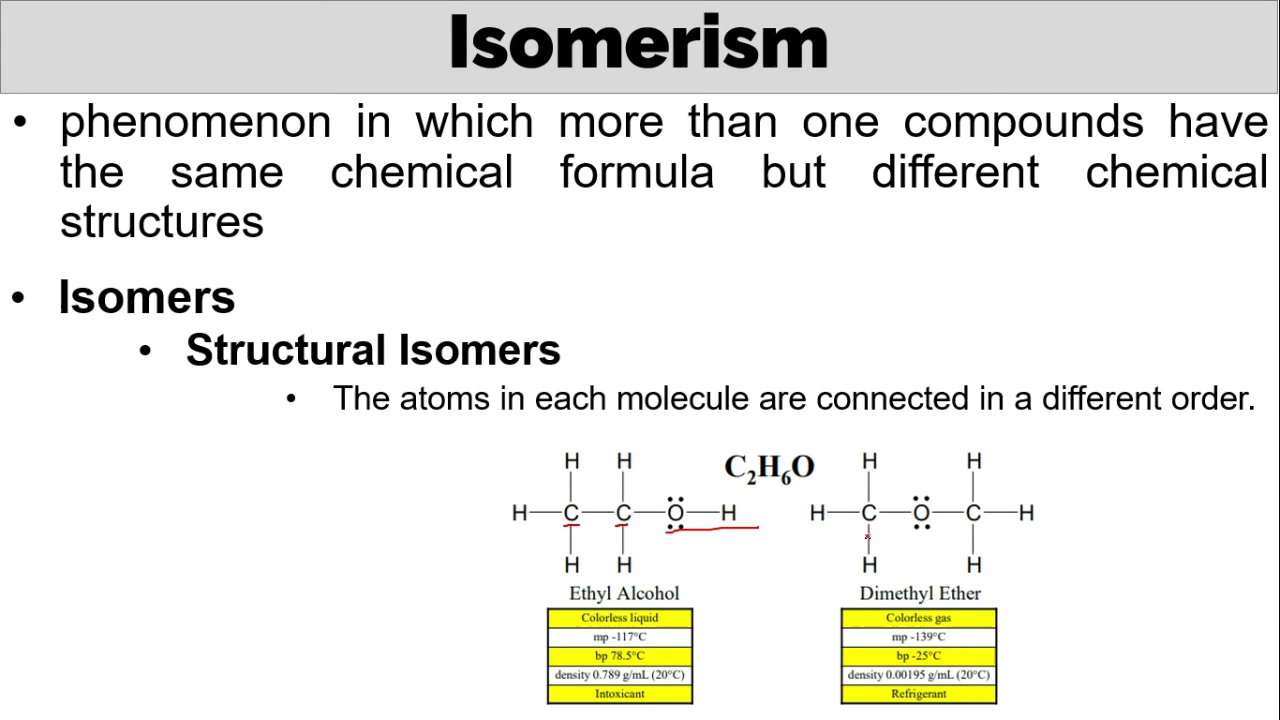 Isomerism
• phenomenon in which more than one compounds have
the same chemical formula but different chemical
structures
• Isomers
• Structural Isomers
• The atoms in each molecule are connected in a different order.
H H C₂H₆O H H
H—C—C—O—H H—C—O—C—H
H H H H
Ethyl Alcohol Dimethyl Ether
Colorless liquid Colorless gas
mp -117°C mp -139°C
bp 78.5°C bp -25°C
density 0.789 g/mL (20°C) density 0.00195 g/mL (20°C)
Intoxicant Refrigerant